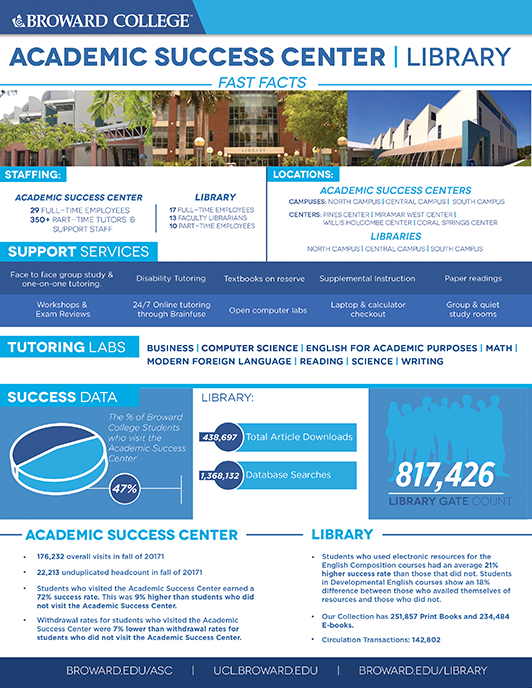 BROWARD COLLEGE
ACADEMIC SUCCESS CENTER | LIBRARY
FAST FACTS
LIBRARY
STAFFING:
ACADEMIC SUCCESS CENTER
29 FULL-TIME EMPLOYEES
350+ PART-TIME TUTORS &
SUPPORT STAFF
LIBRARY
17 FULL-TIME EMPLOYEES
13 FACULTY LIBRARIANS
10 PART-TIME EMPLOYEES
LOCATIONS:
ACADEMIC SUCCESS CENTERS
CAMPUSES: NORTH CAMPUS | CENTRAL CAMPUS | SOUTH CAMPUS
CENTERS: PINES CENTER | MIRAMAR WEST CENTER |
WILLIS HOLCOMBE CENTER | CORAL SPRINGS CENTER
LIBRARIES
NORTH CAMPUS | CENTRAL CAMPUS | SOUTH CAMPUS
SUPPORT SERVICES
Face to face group study &
one-on-one tutoring.
Disability Tutoring
Textbooks on reserve
Supplemental Instruction
Paper readings
Workshops &
Exam Reviews
24/7 Online tutoring
through Brainfuse
Open computer labs
Laptop & calculator
checkout
Group & quiet
study rooms
TUTORING LABS
BUSINESS | COMPUTER SCIENCE | ENGLISH FOR ACADEMIC PURPOSES | MATH |
MODERN FOREIGN LANGUAGE | READING | SCIENCE | WRITING
SUCCESS DATA
The % of Broward
College Students
who visit the
Academic Success
Center
47%
LIBRARY:
438,697 Total Article Downloads
1,368,132 Database Searches
817,426
LIBRARY GATE COUNT
ACADEMIC SUCCESS CENTER
• 176,232 overall visits in fall of 20171
• 22,213 unduplicated headcount in fall of 20171
• Students who visited the Academic Success Center earned a
72% success rate. This was 9% higher than students who did
not visit the Academic Success Center.
• Withdrawal rates for students who visited the Academic
Success Center were 7% lower than withdrawal rates for
students who did not visit the Academic Success Center.
LIBRARY
• Students who used electronic resources for the
English Composition courses had an average 21%
higher success rate than those that did not. Students
in Developmental English courses show an 18%
difference between those who availed themselves of
resources and those who did not.
• Our Collection has 251,857 Print Books and 234,484
E-books.
• Circulation Transactions: 142,802
BROWARD.EDU/ASC | UCL.BROWARD.EDU | BROWARD.EDU/LIBRARY